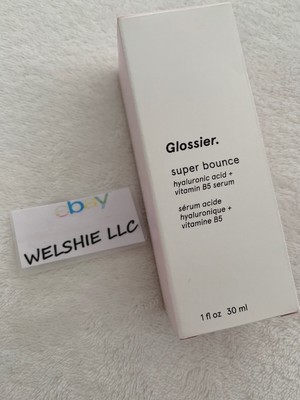 Glossier.
super bounce
hyaluronic acid +
vitamin B5 serum
sérum acide
hyaluronique +
vitamine B5
1 fl oz 30 ml
ebay
WELSHIE LLC